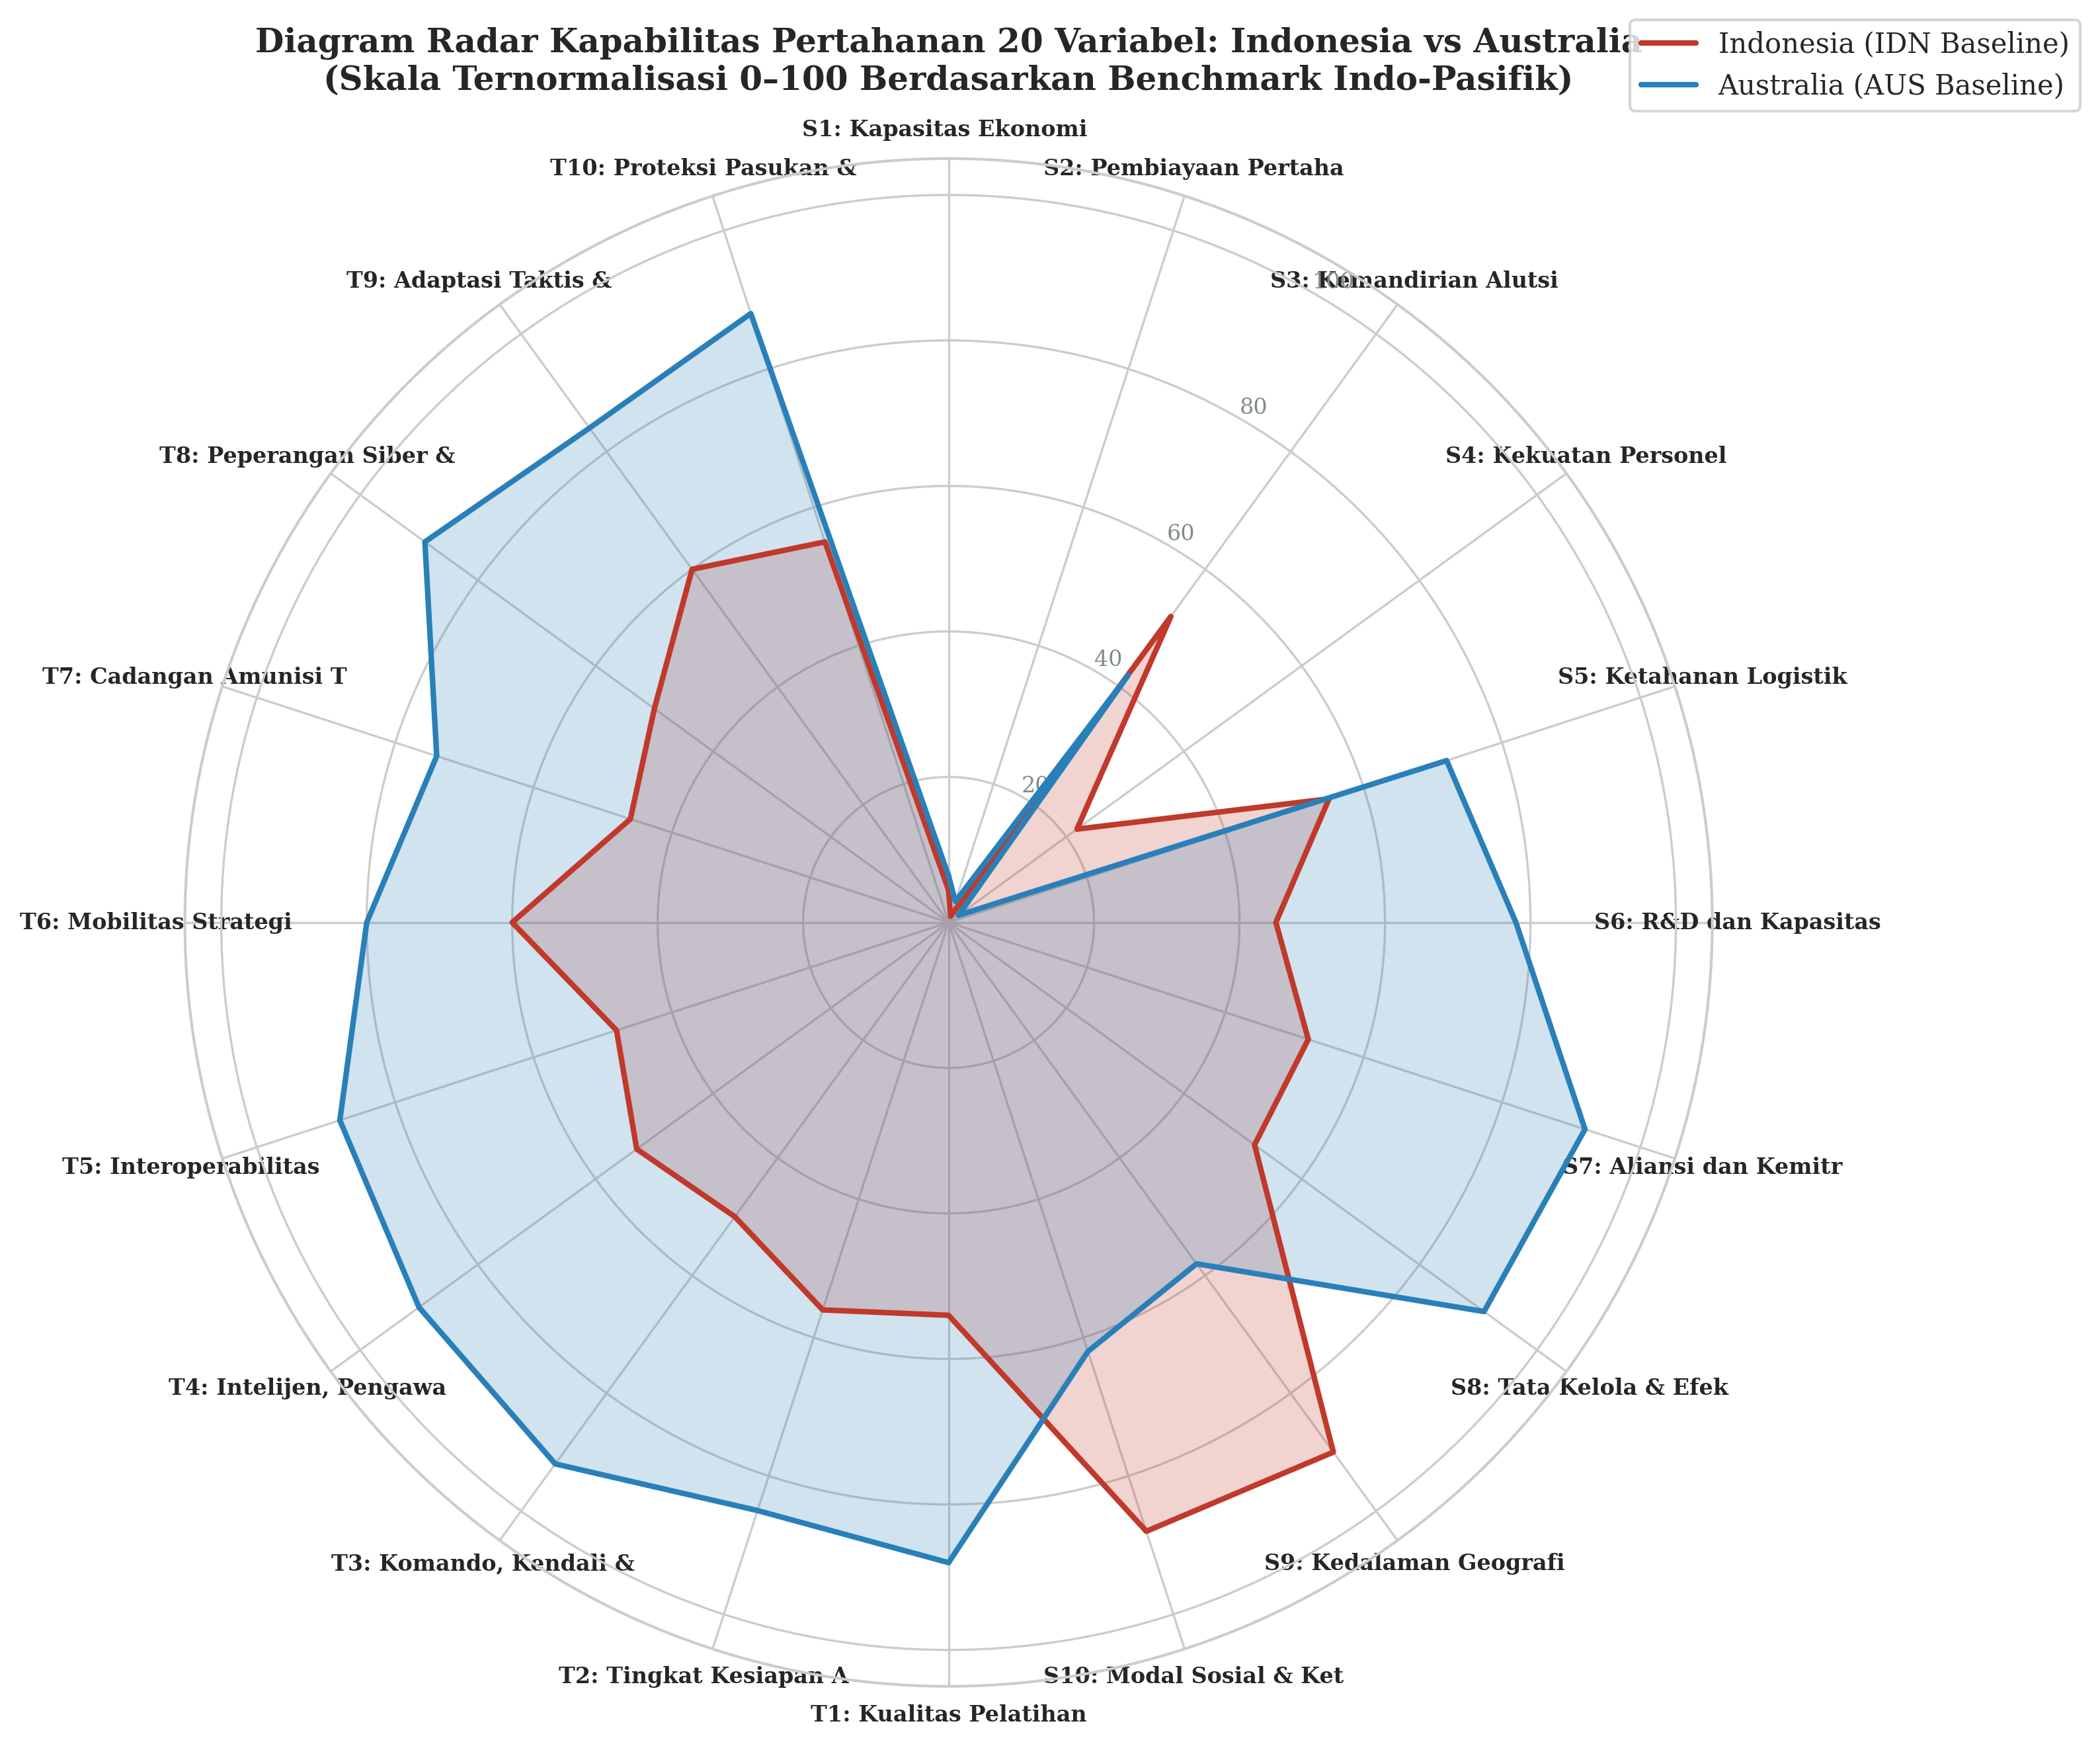 Diagram Radar Kapabilitas Pertahanan 20 Variabel: Indonesia vs Australia
(Skala Ternormalisasi 0–100 Berdasarkan Benchmark Indo-Pasifik)
Indonesia (IDN Baseline)
Australia (AUS Baseline)
S1: Kapasitas Ekonomi
S2: Pembiayaan Pertaha
S3: Kemandirian Alutsi
S4: Kekuatan Personel
S5: Ketahanan Logistik
S6: R&D dan Kapasitas
S7: Aliansi dan Kemitr
S8: Tata Kelola & Efek
S9: Kedalaman Geografi
S10: Modal Sosial & Ket
T1: Kualitas Pelatihan
T2: Tingkat Kesiapan A
T3: Komando, Kendali &
T4: Intelijen, Pengawa
T5: Interoperabilitas
T6: Mobilitas Strategi
T7: Cadangan Amunisi T
T8: Peperangan Siber &
T9: Adaptasi Taktis &
T10: Proteksi Pasukan &
20
40
60
80
100